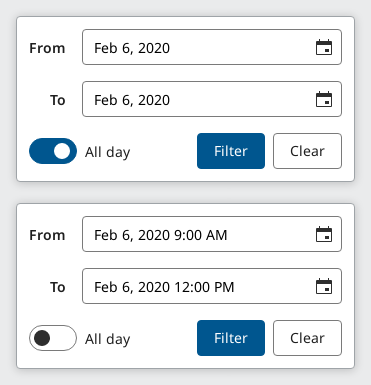 From Feb 6, 2020
To Feb 6, 2020
All day Filter Clear
From Feb 6, 2020 9:00 AM
To Feb 6, 2020 12:00 PM
All day Filter Clear